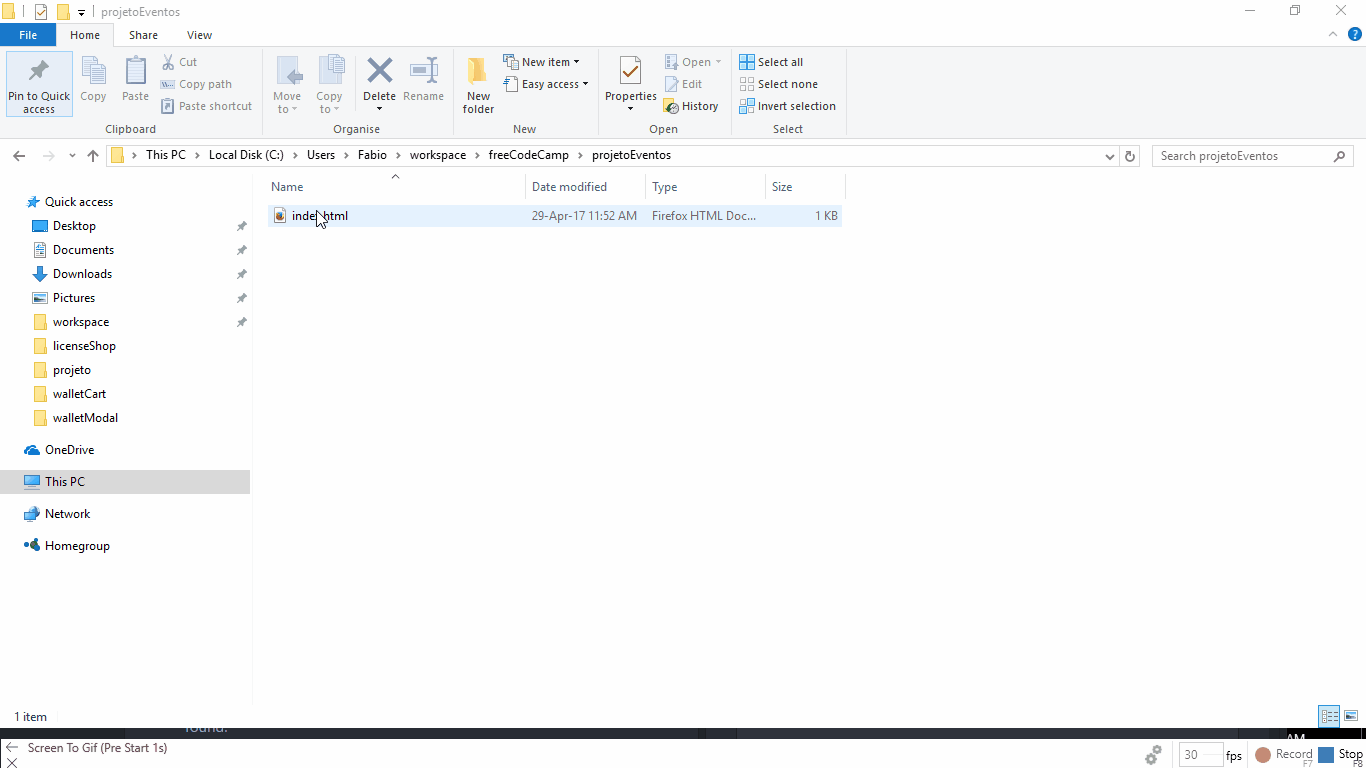 projetoEventos
File Home Share View
Pin to Quick access
Copy
Paste
Cut
Copy path
Paste shortcut
Clipboard
Move to
Copy to
Delete
Rename
Organise
New folder
New item
Easy access
New
Properties
Open
Edit
History
Open
Select all
Select none
Invert selection
Select
This PC > Local Disk (C:) > Users > Fabio > workspace > freeCodeCamp > projetoEventos
Search projetoEventos
Name Date modified Type Size
29-Apr-17 11:52 AM Firefox HTML Doc... 1 KB
Quick access
Desktop
Documents
Downloads
Pictures
workspace
licenseShop
projeto
walletCart
walletModal
OneDrive
This PC
Network
Homegroup
1 item
Screen To Gif (Pre Start 1s)
30 fps
Record F7
Stop F8